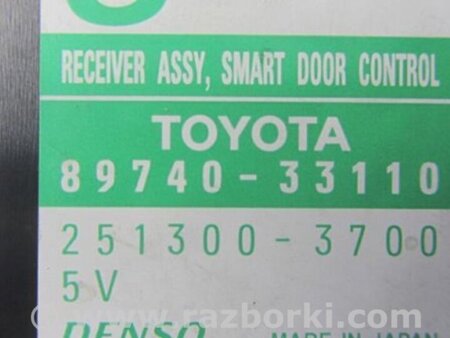 RECEIVER ASSY, SMART DOOR CONTROL
TOYOTA
89740-33110
251300-3700
5V
© www.razborki.com
DENSO MADE IN JAPAN